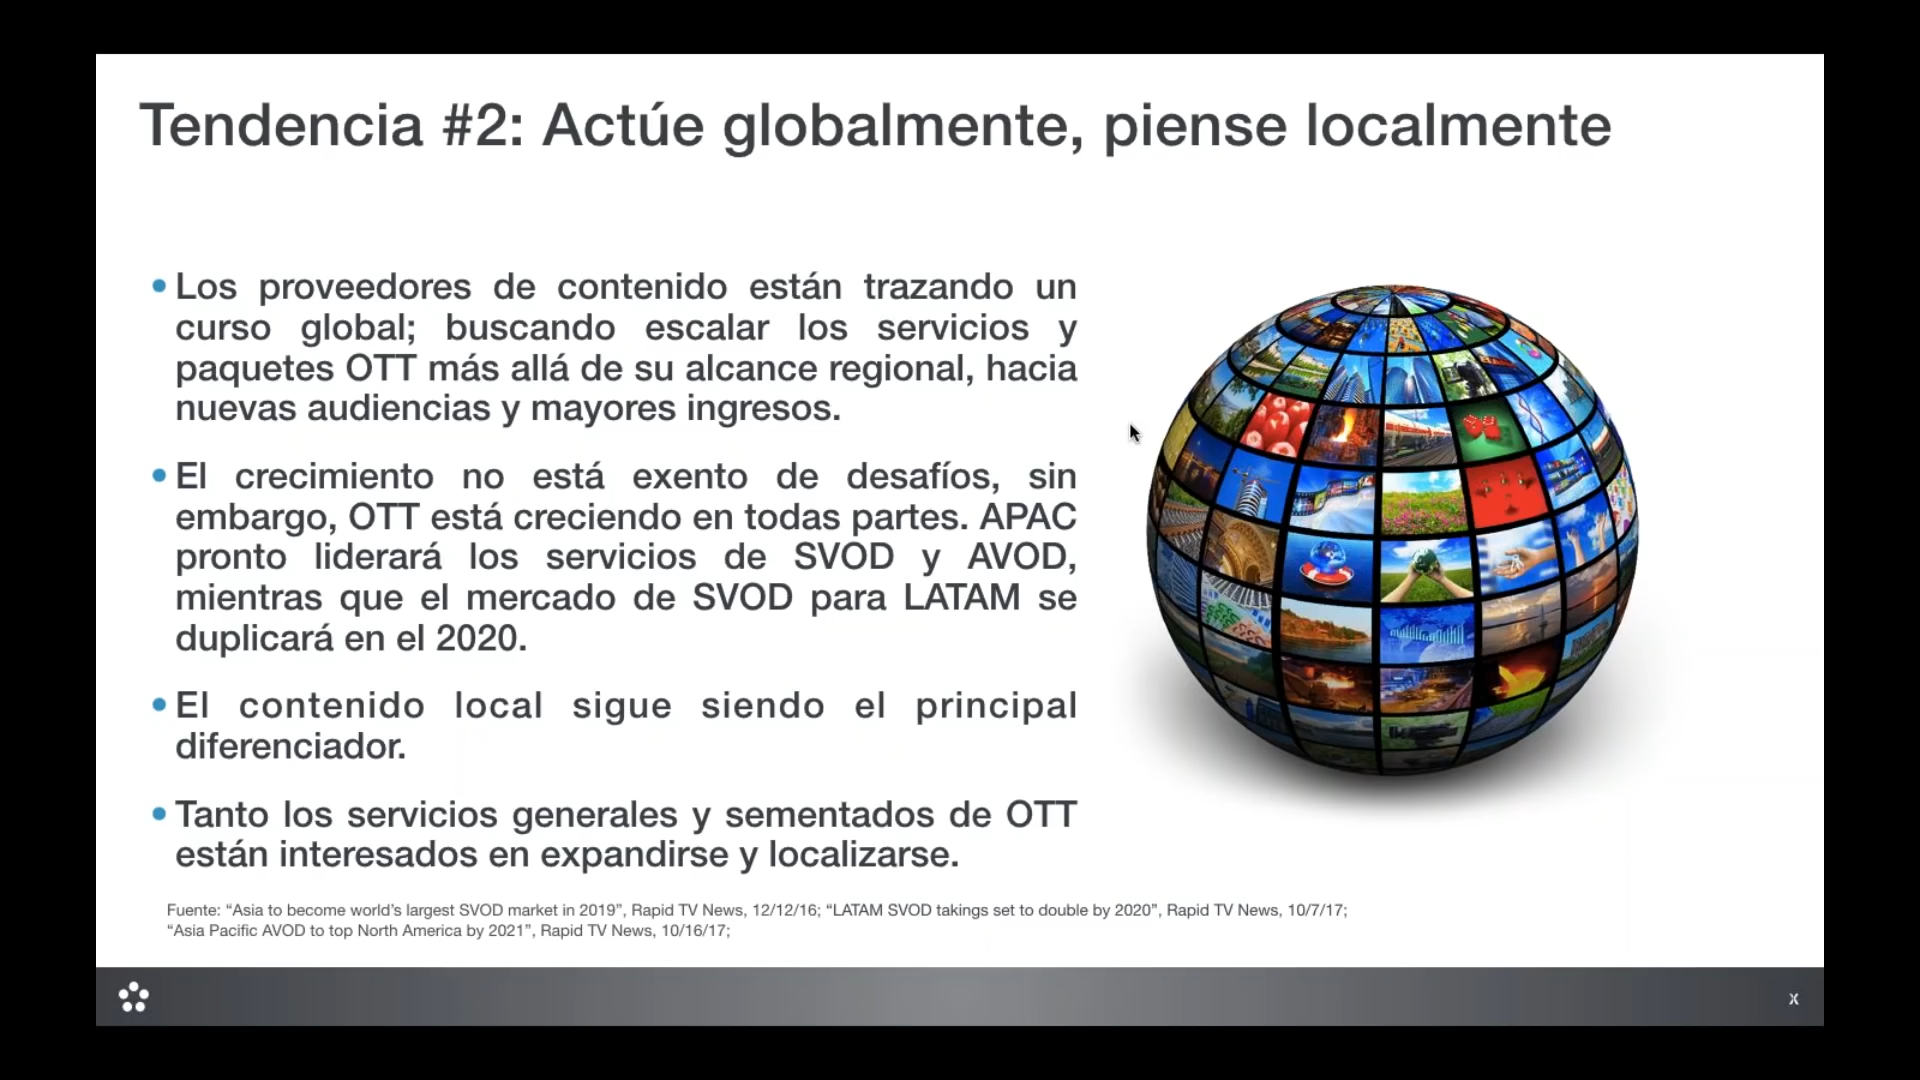 Tendencia #2: Actúe globalmente, piense localmente
•Los proveedores de contenido están trazando un
curso global; buscando escalar los servicios y
paquetes OTT más allá de su alcance regional, hacia
nuevas audiencias y mayores ingresos.
•El crecimiento no está exento de desafíos, sin
embargo, OTT está creciendo en todas partes. APAC
pronto liderará los servicios de SVOD y AVOD,
mientras que el mercado de SVOD para LATAM se
duplicará en el 2020.
•El contenido local sigue siendo el principal
diferenciador.
•Tanto los servicios generales y sementados de OTT
están interesados en expandirse y localizarse.
Fuente: “Asia to become world’s largest SVOD market in 2019”, Rapid TV News, 12/12/16; “LATAM SVOD takings set to double by 2020”, Rapid TV News, 10/7/17;
“Asia Pacific AVOD to top North America by 2021”, Rapid TV News, 10/16/17;
x